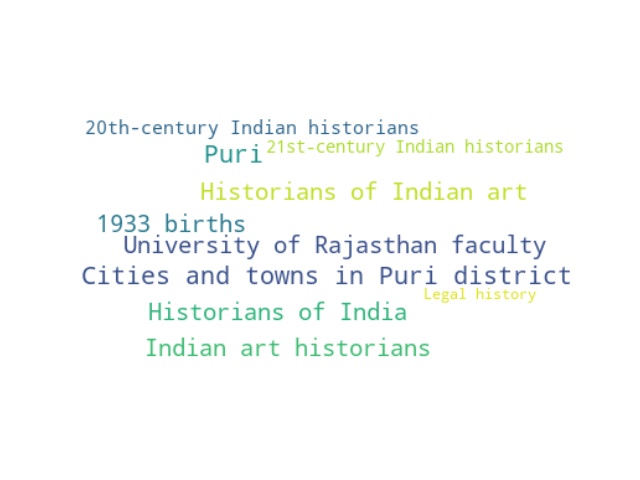 20th-century Indian historians
Puri
21st-century Indian historians
Historians of Indian art
1933 births
University of Rajasthan faculty
Cities and towns in Puri district
Legal history
Historians of India
Indian art historians